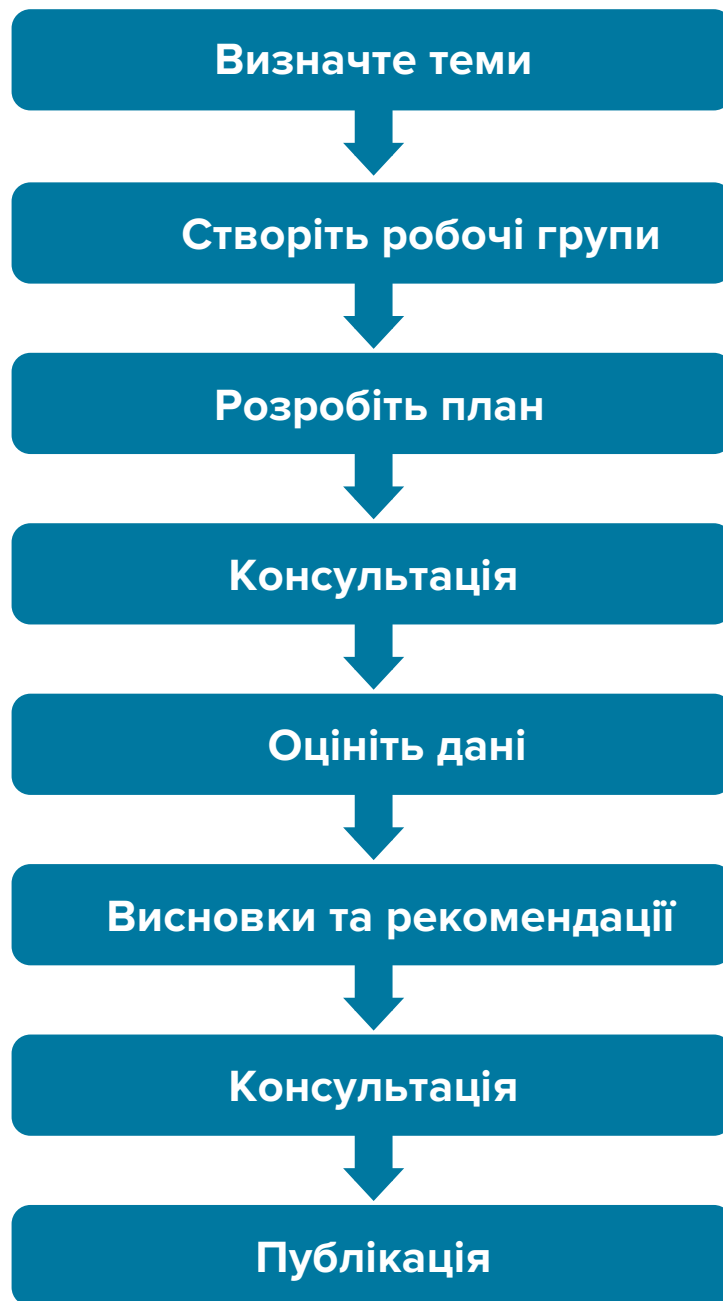 Визначте теми
Створіть робочі групи
Розробіть план
Консультація
Оцініть дані
Висновки та рекомендації
Консультація
Публікація